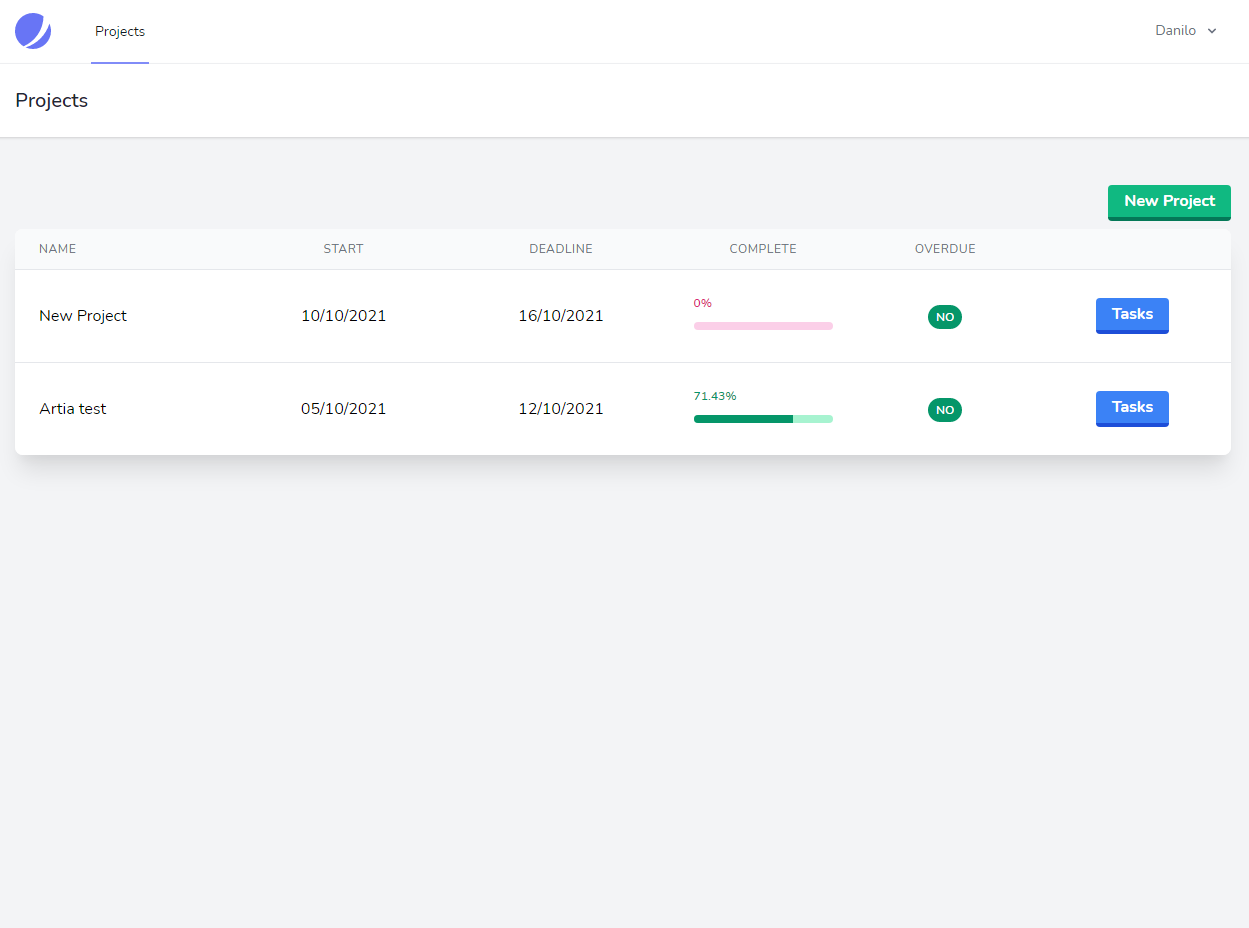 Projects
Danilo
Projects
New Project
NAME START DEADLINE COMPLETE OVERDUE
New Project 10/10/2021 16/10/2021 0% NO Tasks
Artia test 05/10/2021 12/10/2021 71.43% NO Tasks